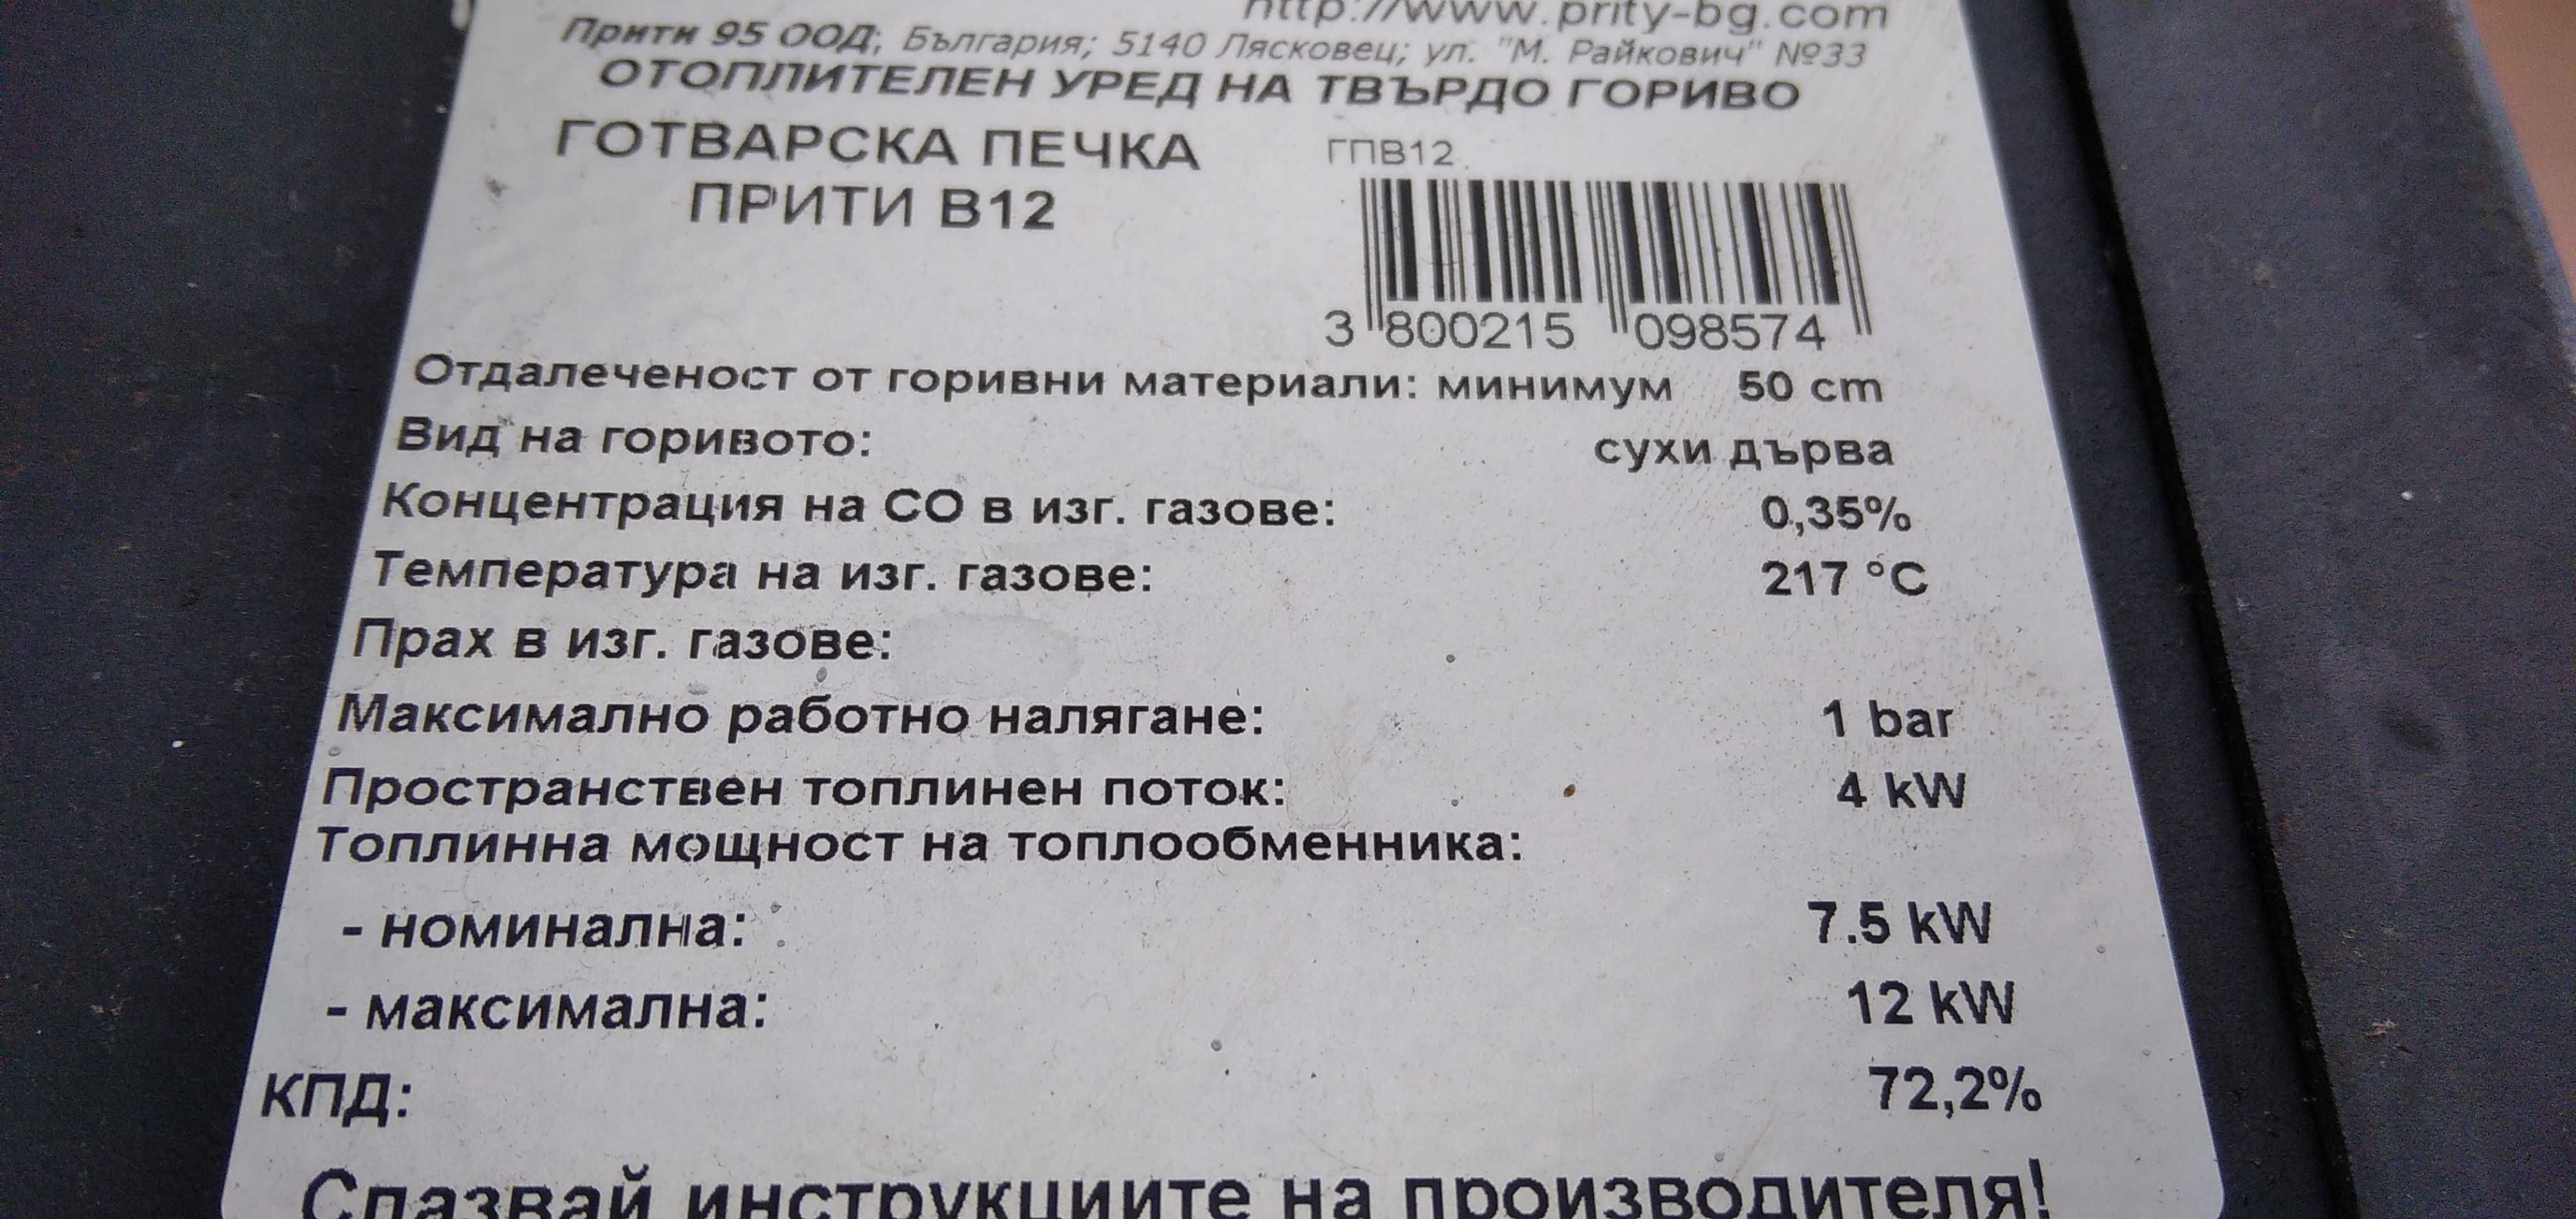 http://www.prity-bg.com
Прити 95 ООД; България; 5140 Лясковец; ул. "М. Райкович" №33
ОТОПЛИТЕЛЕН УРЕД НА ТВЪРДО ГОРИВО
ГОТВАРСКА ПЕЧКА ГПВ12
ПРИТИ В12
3 800215 098574
Отдалеченост от горивни материали: минимум 50 cm
Вид на горивото: сухи дърва
Концентрация на СО в изг. газове: 0,35%
Температура на изг. газове: 217 °C
Прах в изг. газове:
Максимално работно налягане: 1 bar
Пространствен топлинен поток: 4 kW
Топлинна мощност на топлообменника:
- номинална: 7.5 kW
- максимална: 12 kW
КПД: 72,2%
Спазвай инструкциите на производителя!